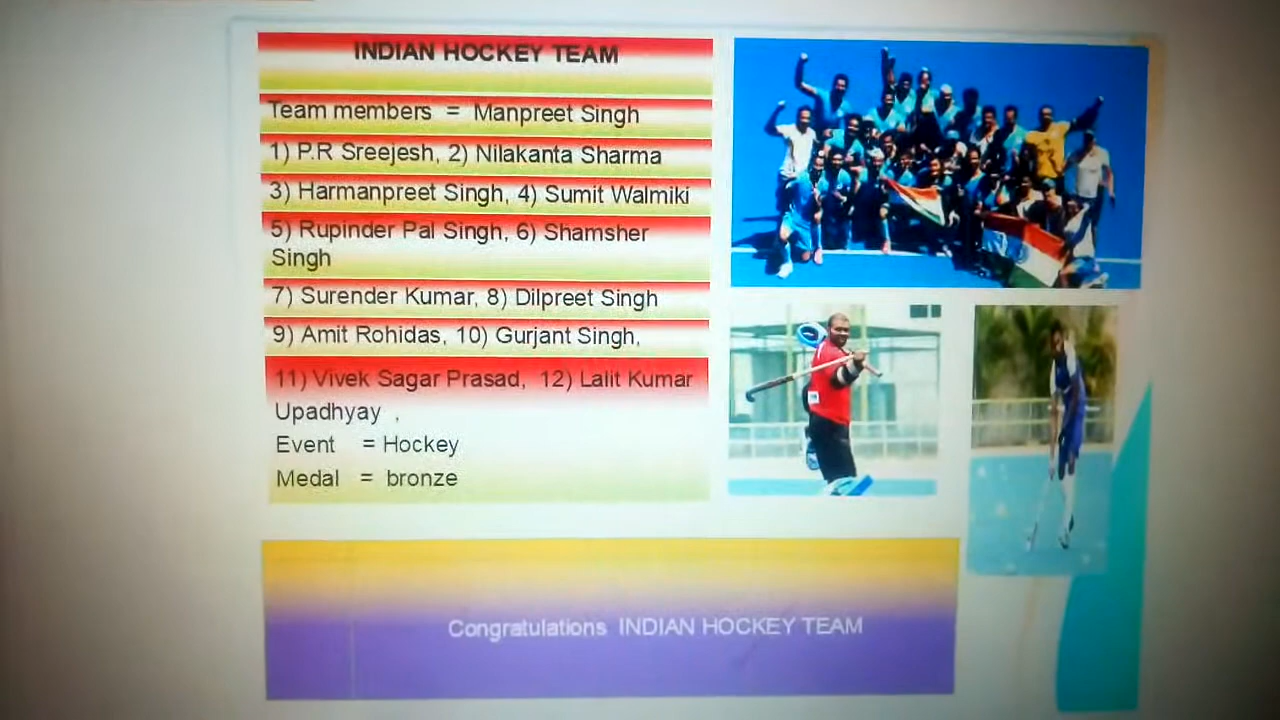 INDIAN HOCKEY TEAM
Team members = Manpreet Singh
1) P.R Sreejesh, 2) Nilakanta Sharma
3) Harmanpreet Singh, 4) Sumit Walmiki
5) Rupinder Pal Singh, 6) Shamsher
Singh
7) Surender Kumar, 8) Dilpreet Singh
9) Amit Rohidas, 10) Gurjant Singh,
11) Vivek Sagar Prasad, 12) Lalit Kumar
Upadhyay ,
Event = Hockey
Medal = bronze
Congratulations INDIAN HOCKEY TEAM